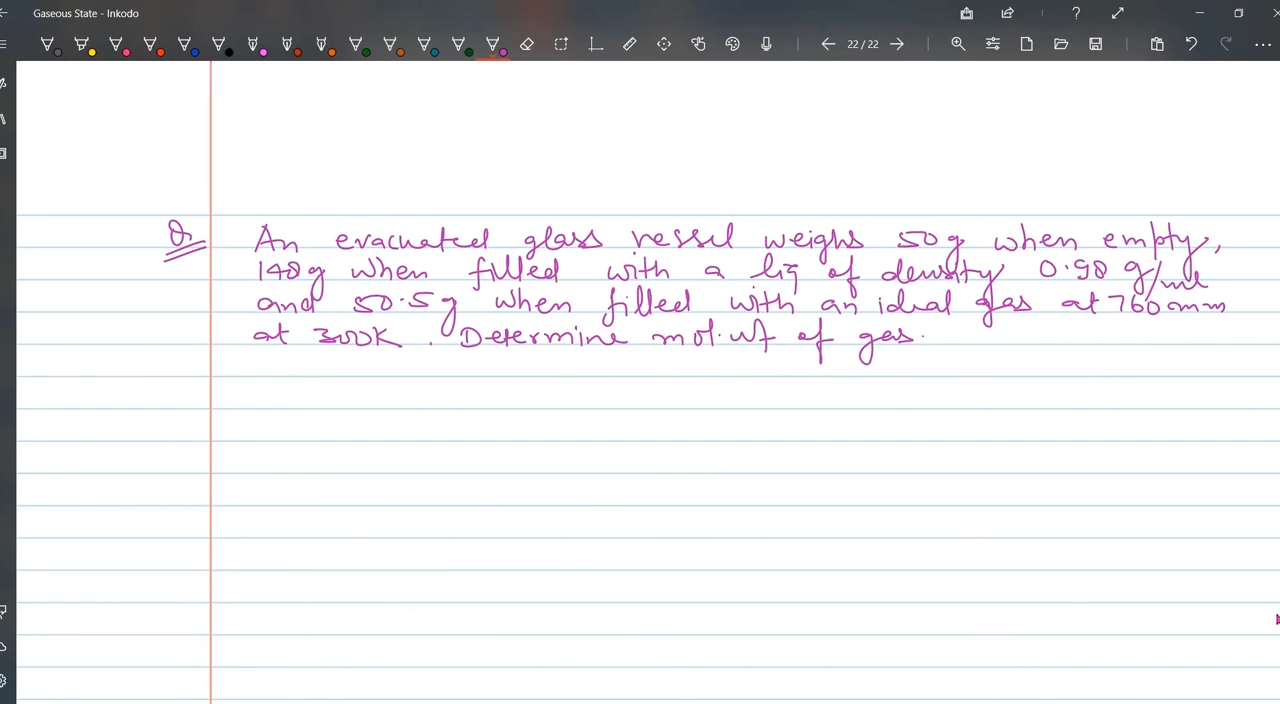 Gaseous State - Inkodo
22 / 22
Q. An evacuated glass vessel weighs 50g when empty,
148g when filled with a liq of density 0.98 g/ml
and 50.5g when filled with an ideal gas at 760mm
at 300K. Determine mol.wt of gas.